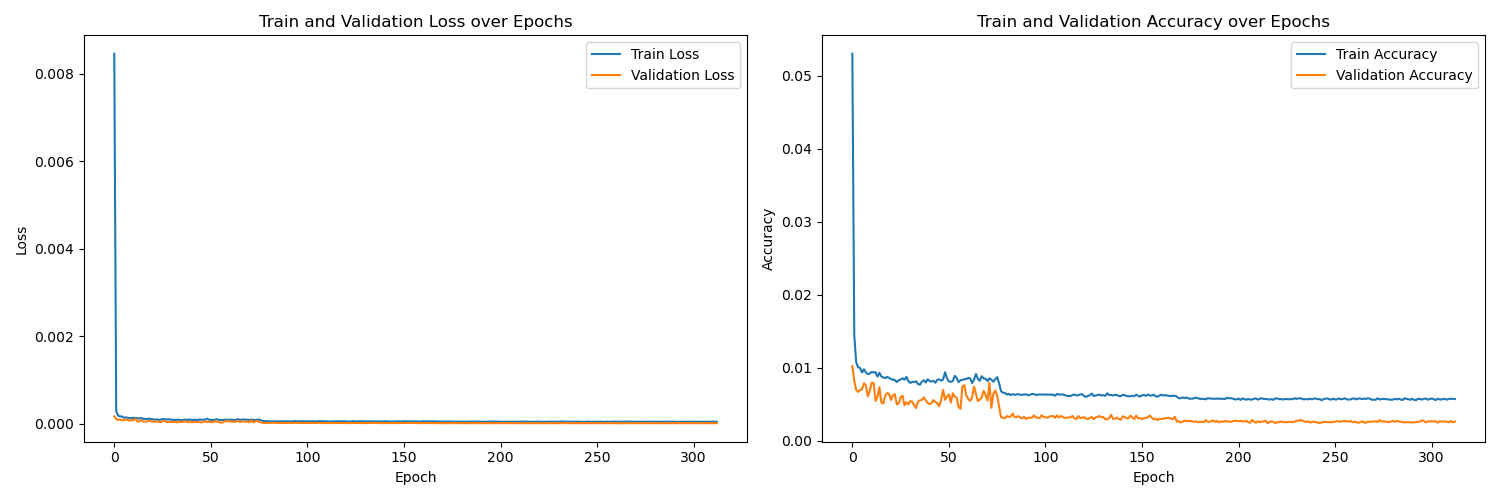 Train and Validation Loss over Epochs
Train Loss
Validation Loss
0.008
0.006
0.004
0.002
0.000
Loss
0
50
100
150
200
250
300
Epoch
Train and Validation Accuracy over Epochs
Train Accuracy
Validation Accuracy
0.05
0.04
0.03
0.02
0.01
0.00
Accuracy
0
50
100
150
200
250
300
Epoch